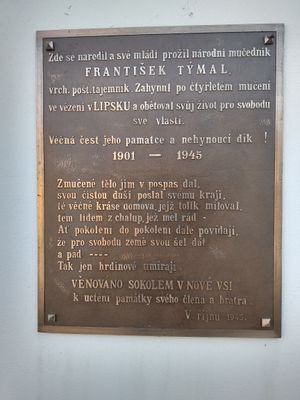 Zde se narodil a své mládí prožil národní mučedník
FRANTIŠEK TÝMAL,
vrch. post. tajemník. Zahynul po čtyřletém mučení
ve vězení v LIPSKU a obětoval svůj život pro svobodu
své vlasti.
Věčná čest jeho památce a nehynoucí dík !
1901 — 1945
Zmučené tělo jim v pospas dal,
svou čistou duši poslal svému kraji,
té věčné kráse domova, jejž tolik miloval,
těm lidem z chalup, jež měl rád -
Ať pokolení do pokolení dále povídají,
že pro svobodu země svou šel dál
a pad ----
Tak jen hrdinové umírají.
VĚNOVÁNO SOKOLEM V NOVÉ VSI
k uctění památky svého člena a bratra.
V říjnu 1945.